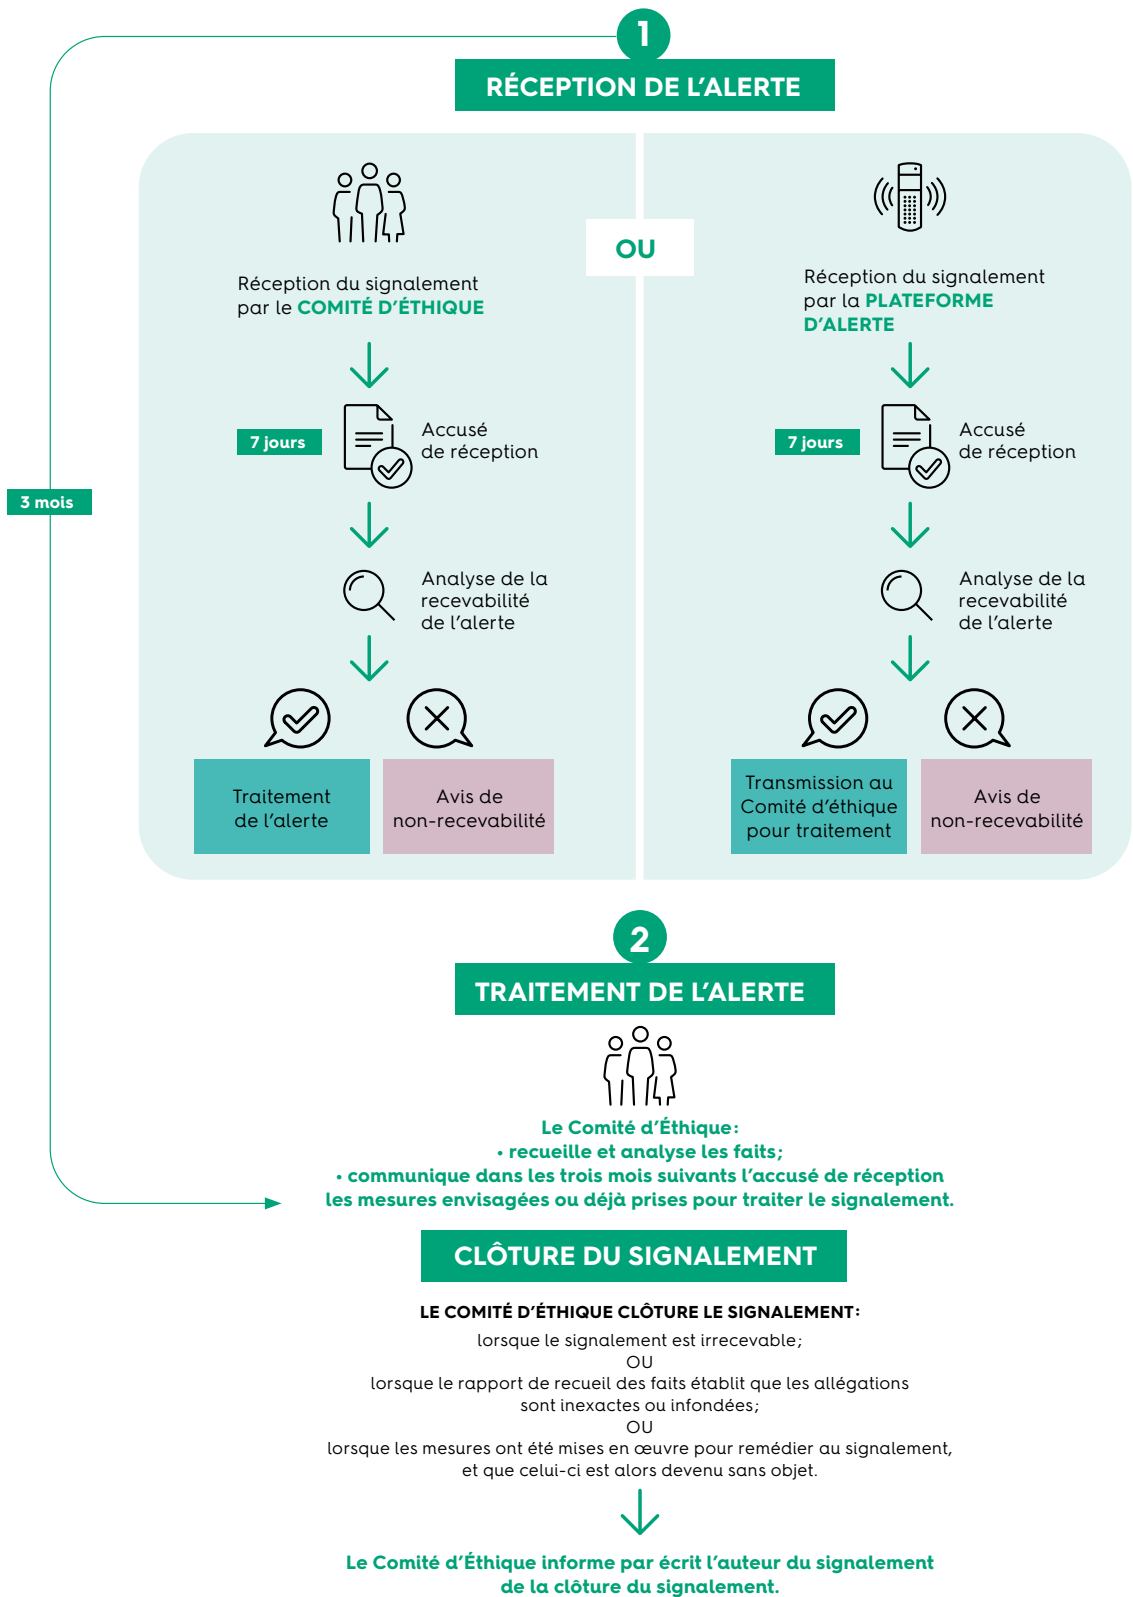 1
RÉCEPTION DE L'ALERTE
Réception du signalement
par le COMITÉ D'ÉTHIQUE
7 jours
Accusé
de réception
Analyse de la
recevabilité
de l'alerte
Traitement
de l'alerte
Avis de
non-recevabilité
OU
Réception du signalement
par la PLATEFORME
D'ALERTE
7 jours
Accusé
de réception
Analyse de la
recevabilité
de l'alerte
Transmission au
Comité d'éthique
pour traitement
Avis de
non-recevabilité
3 mois
2
TRAITEMENT DE L'ALERTE
Le Comité d'Éthique:
• recueille et analyse les faits;
• communique dans les trois mois suivants l'accusé de réception
les mesures envisagées ou déjà prises pour traiter le signalement.
CLÔTURE DU SIGNALEMENT
LE COMITÉ D'ÉTHIQUE CLÔTURE LE SIGNALEMENT:
lorsque le signalement est irrecevable;
OU
lorsque le rapport de recueil des faits établit que les allégations
sont inexactes ou infondées;
OU
lorsque les mesures ont été mises en œuvre pour remédier au signalement,
et que celui-ci est alors devenu sans objet.
Le Comité d'Éthique informe par écrit l'auteur du signalement
de la clôture du signalement.